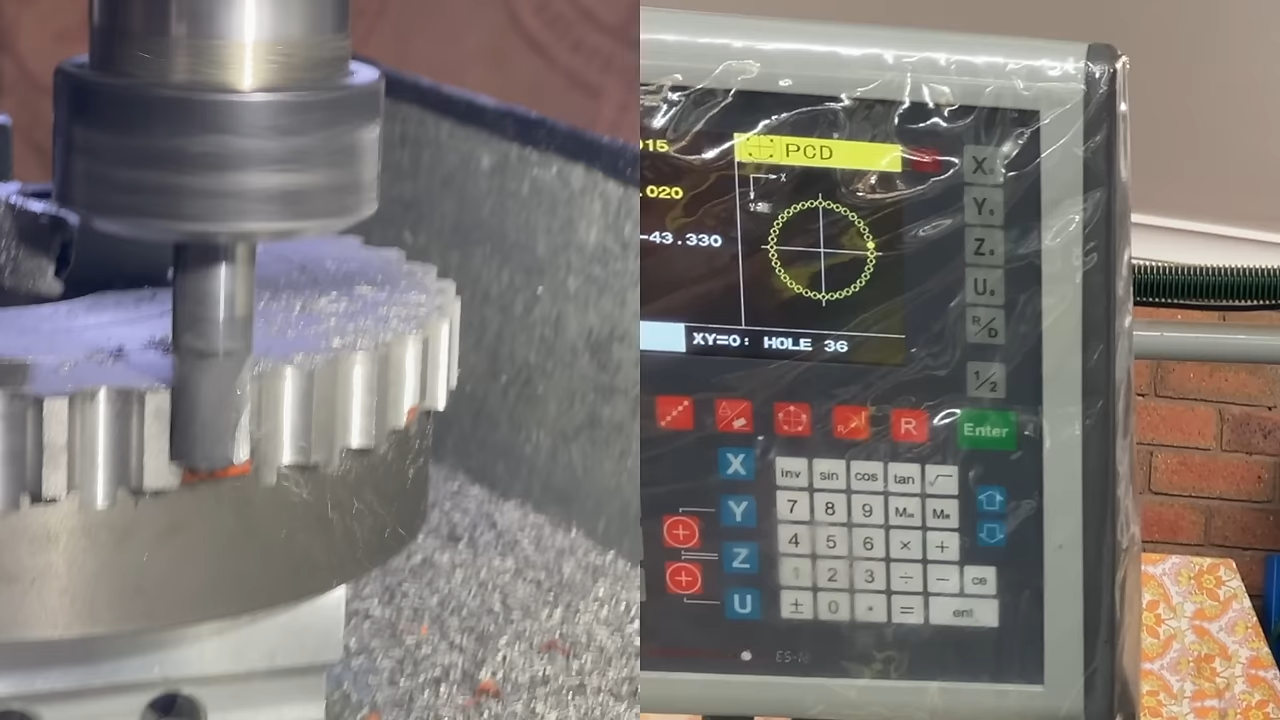 015
PCD
X
.020
-43.330
XY=0: HOLE 36
X₀
Y₀
Z₀
U₀
R/D
1/2
R
Enter
X
inv sin cos tan √
Y
7 8 9
4 5 6 × +
Z
1 2 3 ÷ − ce
U
± 0 . = ent